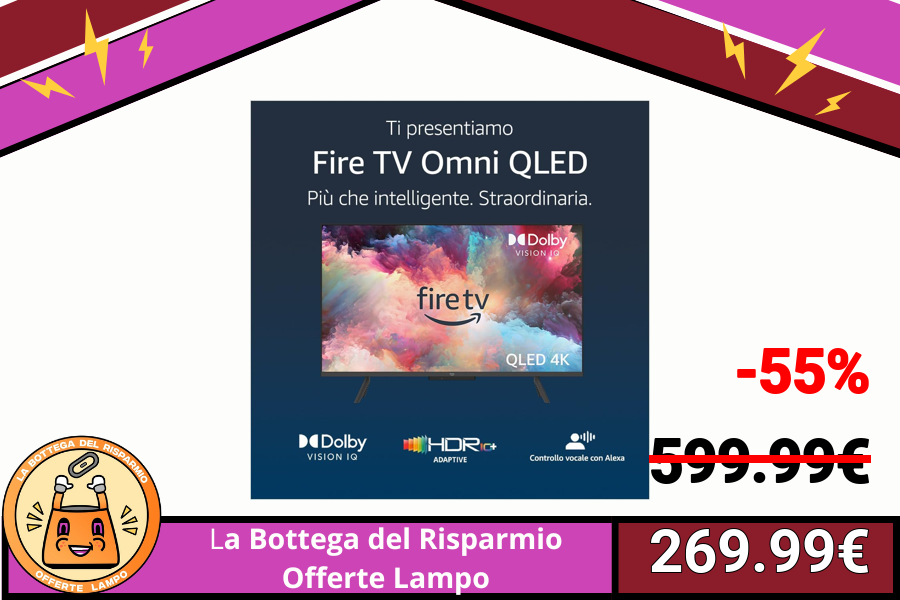 Ti presentiamo
Fire TV Omni QLED
Più che intelligente. Straordinaria.
Dolby
VISION IQ
fire tv
QLED 4K
Dolby
VISION IQ
HDR10+
ADAPTIVE
Controllo vocale con Alexa
-55%
599.99€
LA BOTTEGA DEL RISPARMIO
OFFERTE LAMPO
La Bottega del Risparmio
Offerte Lampo
269.99€